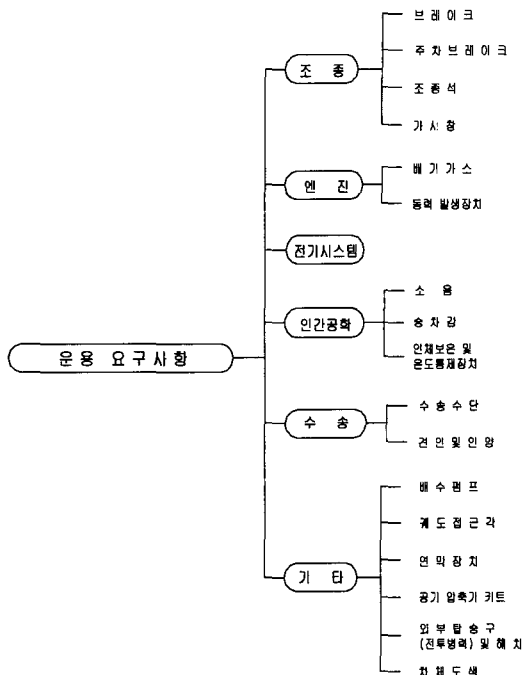 운용 요구사항
조 종
브 레 이 크
주 차 브 레 이 크
조 종 석
가 시 창
엔 진
배 기 가 스
동력 발생장치
전기시스템
인간공학
소 음
승 차 감
인체보온 및
온도통제장치
수 송
수 송 수 단
견 인 및 인 양
기 타
배 수 펌 프
궤 도 접 근 각
연 막 장 치
공기 압축기 키트
외 부 탑 승 구
(전투병력) 및 해 치
차 체 도 색